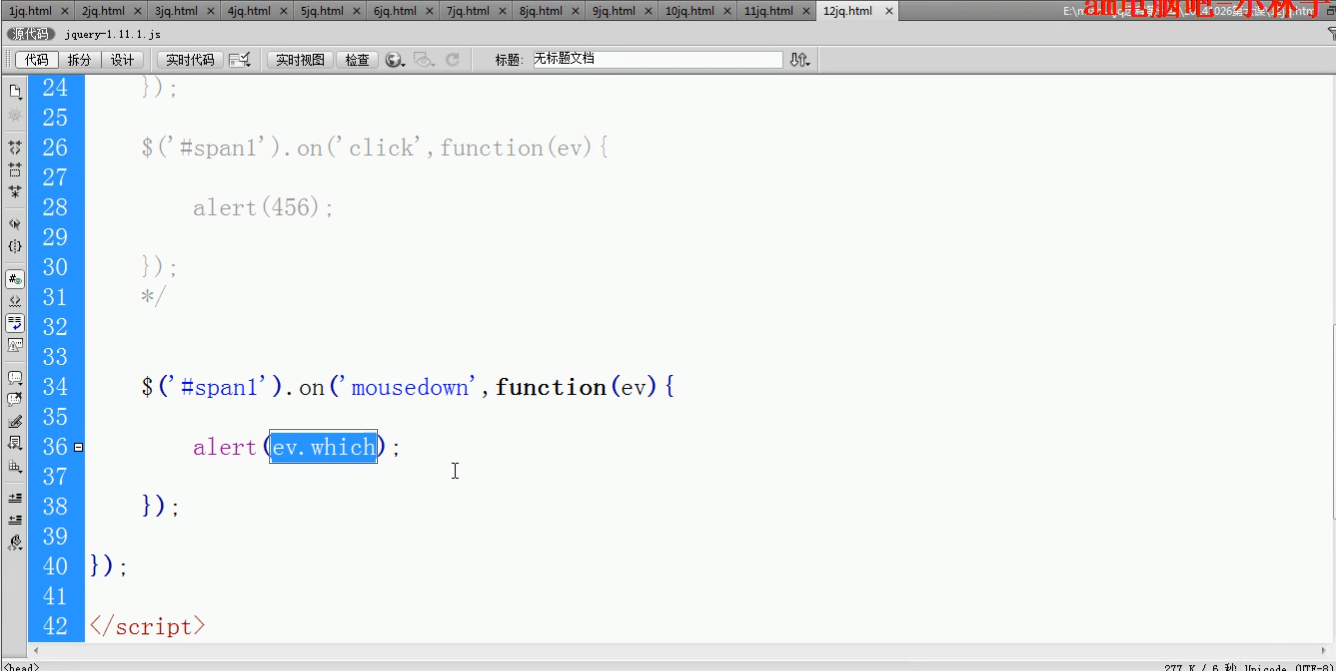 1jq.html 2jq.html 3jq.html 4jq.html 5jq.html 6jq.html 7jq.html 8jq.html 9jq.html 10jq.html 11jq.html 12jq.html
源代码 jquery-1.11.1.js
代码 拆分 设计 实时代码 实时视图 检查 标题: 无标题文档
24 });
25
26 $('#span1').on('click',function(ev){
27
28 alert(456);
29
30 });
31 */
32
33
34 $('#span1').on('mousedown',function(ev){
35
36 alert(ev.which);
37
38 });
39
40 });
41
42 </script>
<head> 277 K / 6 秒 Unicode (UTF-8)